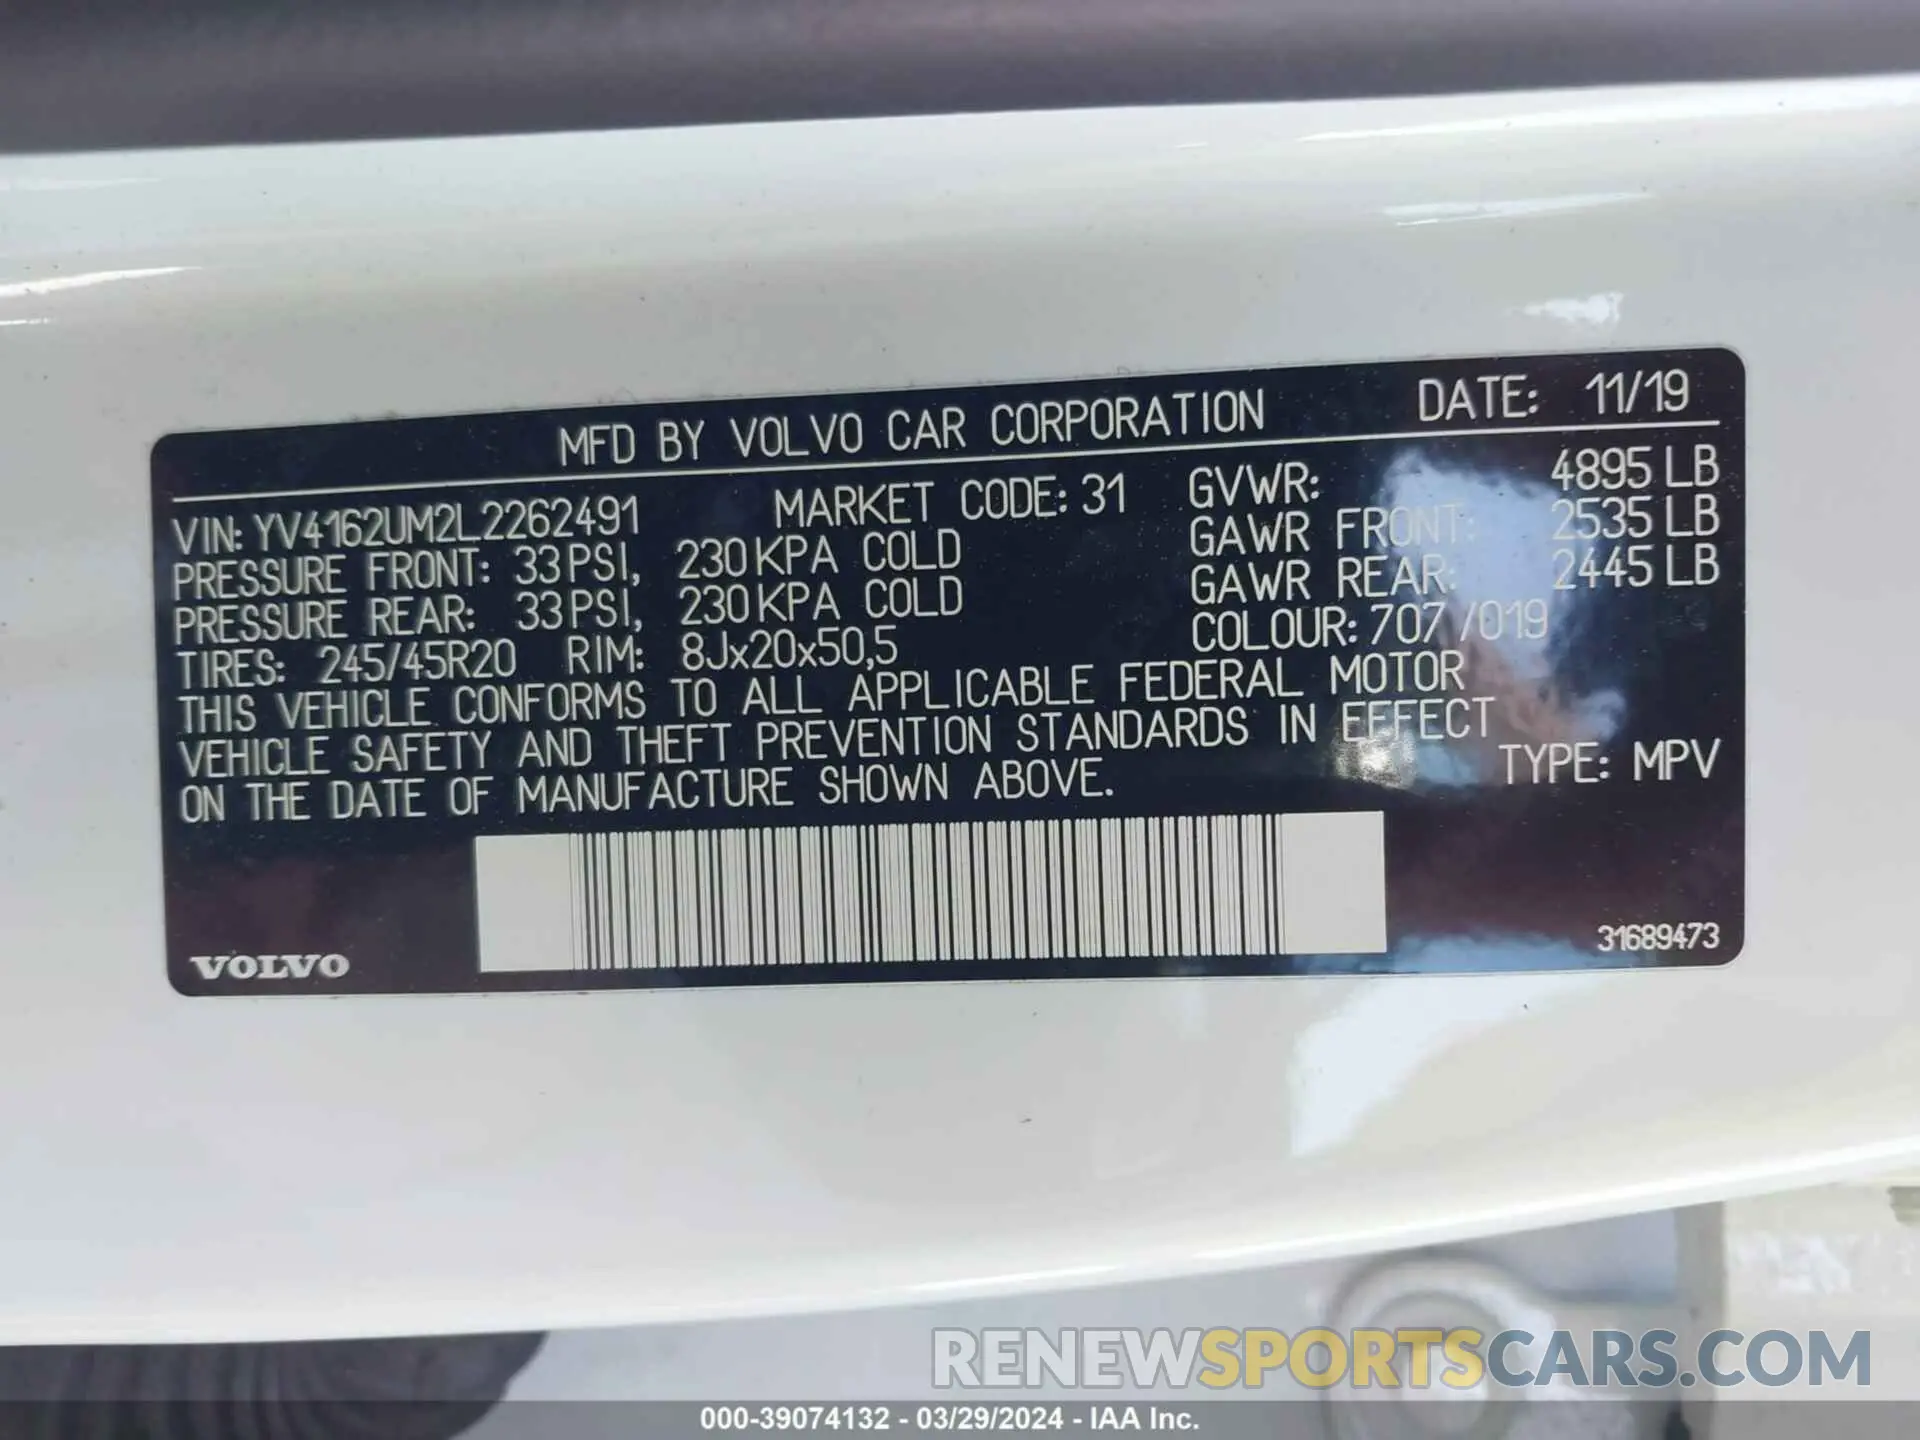 MFD BY VOLVO CAR CORPORATION DATE: 11/19
VIN: YV4162UM2L2262491 MARKET CODE: 31 GVWR: 4895 LB
PRESSURE FRONT: 33 PSI, 230 KPA COLD GAWR FRONT: 2535 LB
PRESSURE REAR: 33 PSI, 230 KPA COLD GAWR REAR: 2445 LB
TIRES: 245/45R20 RIM: 8Jx20x50,5 COLOUR: 707 /019
THIS VEHICLE CONFORMS TO ALL APPLICABLE FEDERAL MOTOR
VEHICLE SAFETY AND THEFT PREVENTION STANDARDS IN EFFECT
ON THE DATE OF MANUFACTURE SHOWN ABOVE. TYPE: MPV
VOLVO 31689473
RENEWSPORTSCARS.COM
000-39074132 - 03/29/2024 - IAA Inc.